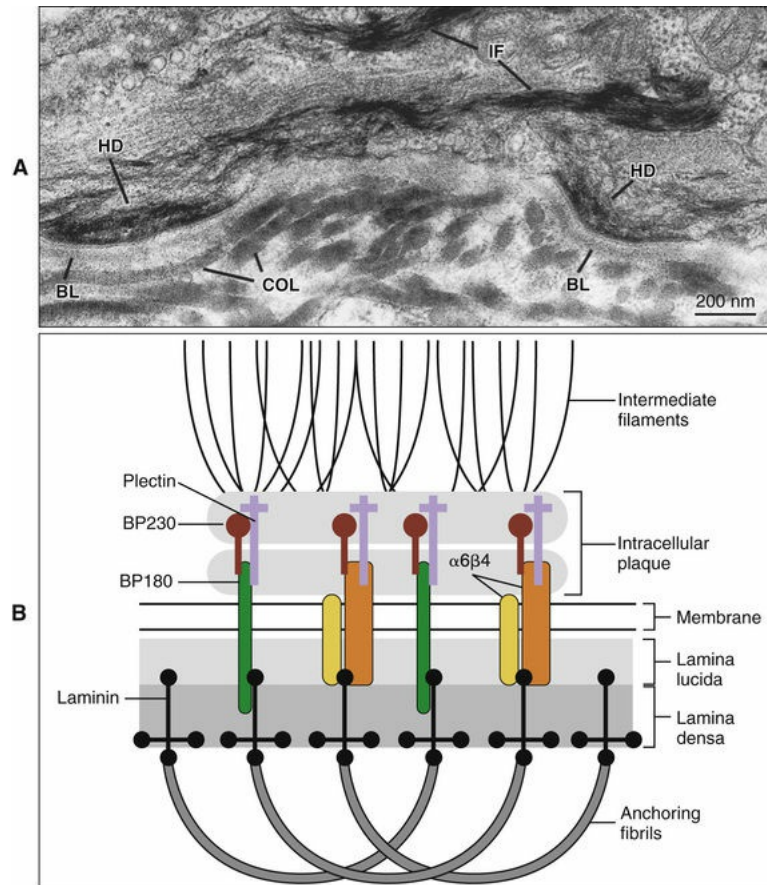 A
IF
HD
HD
BL
COL
BL
200 nm
B
Intermediate
filaments
Plectin
BP230
BP180
α6β4
Intracellular
plaque
Membrane
Lamina
lucida
Laminin
Lamina
densa
Anchoring
fibrils